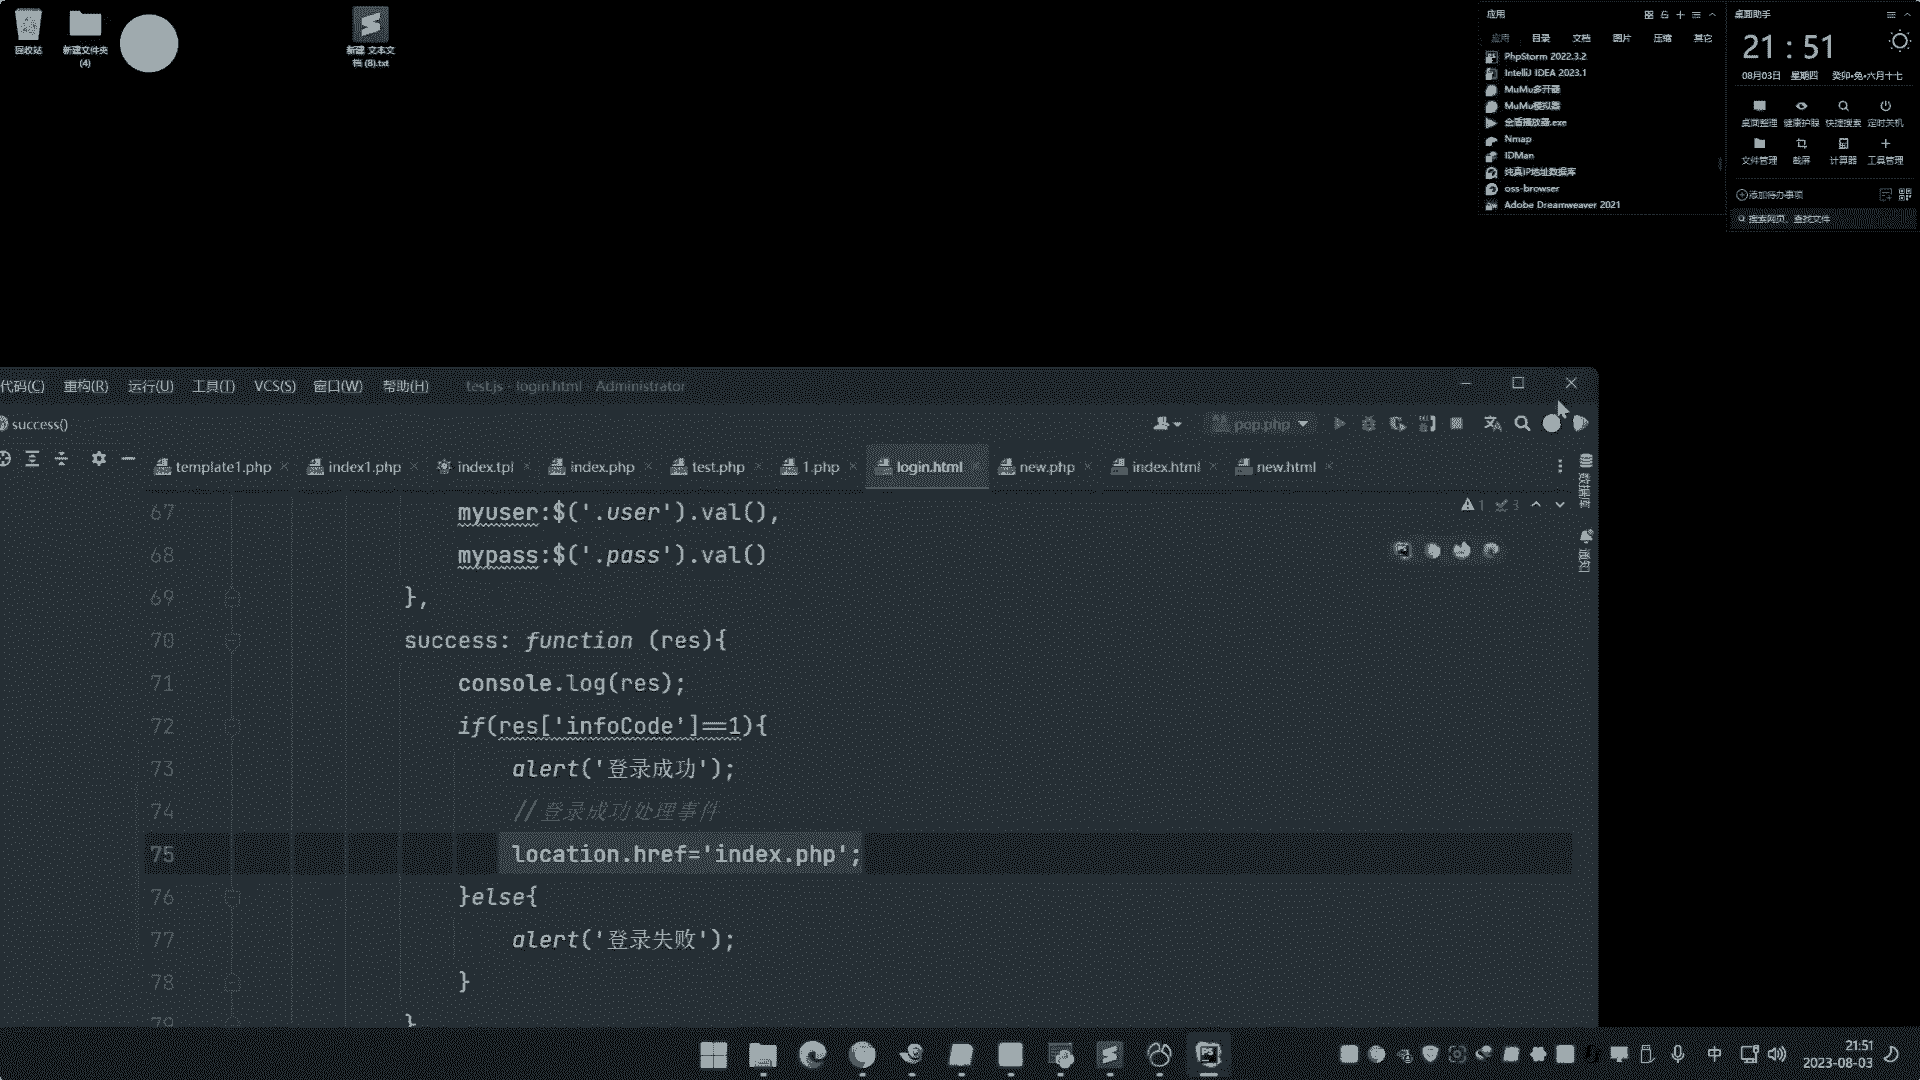 回收站
新建文件夹
(4)
新建 文本文
档 (8).txt
应用
应用 目录 文档 图片 压缩 其它
PhpStorm 2022.3.2
IntelliJ IDEA 2023.1
MuMu多开器
MuMu模拟器
金盾播放器.exe
Nmap
IDMan
纯真IP地址数据库
oss-browser
Adobe Dreamweaver 2021
桌面助手
21 : 51
08月03日 星期四 癸卯•兔•六月十七
桌面整理 健康护眼 快捷搜索 定时关机
文件管理 截屏 计算器 工具管理
添加待办事项
搜索网页、查找文件
代码(C) 重构(R) 运行(U) 工具(T) VCS(S) 窗口(W) 帮助(H) test.js - login.html - Administrator
success() pop.php
template1.php index1.php index.tpl index.php test.php 1.php login.html new.php index.html new.html
数据库
通知
1 3
67 myuser:$('.user').val(),
68 mypass:$('.pass').val()
69 },
70 success: function (res){
71 console.log(res);
72 if(res['infoCode']==1){
73 alert('登录成功');
74 //登录成功处理事件
75 location.href='index.php';
76 }else{
77 alert('登录失败');
78 }
79 }
中
21:51
2023-08-03